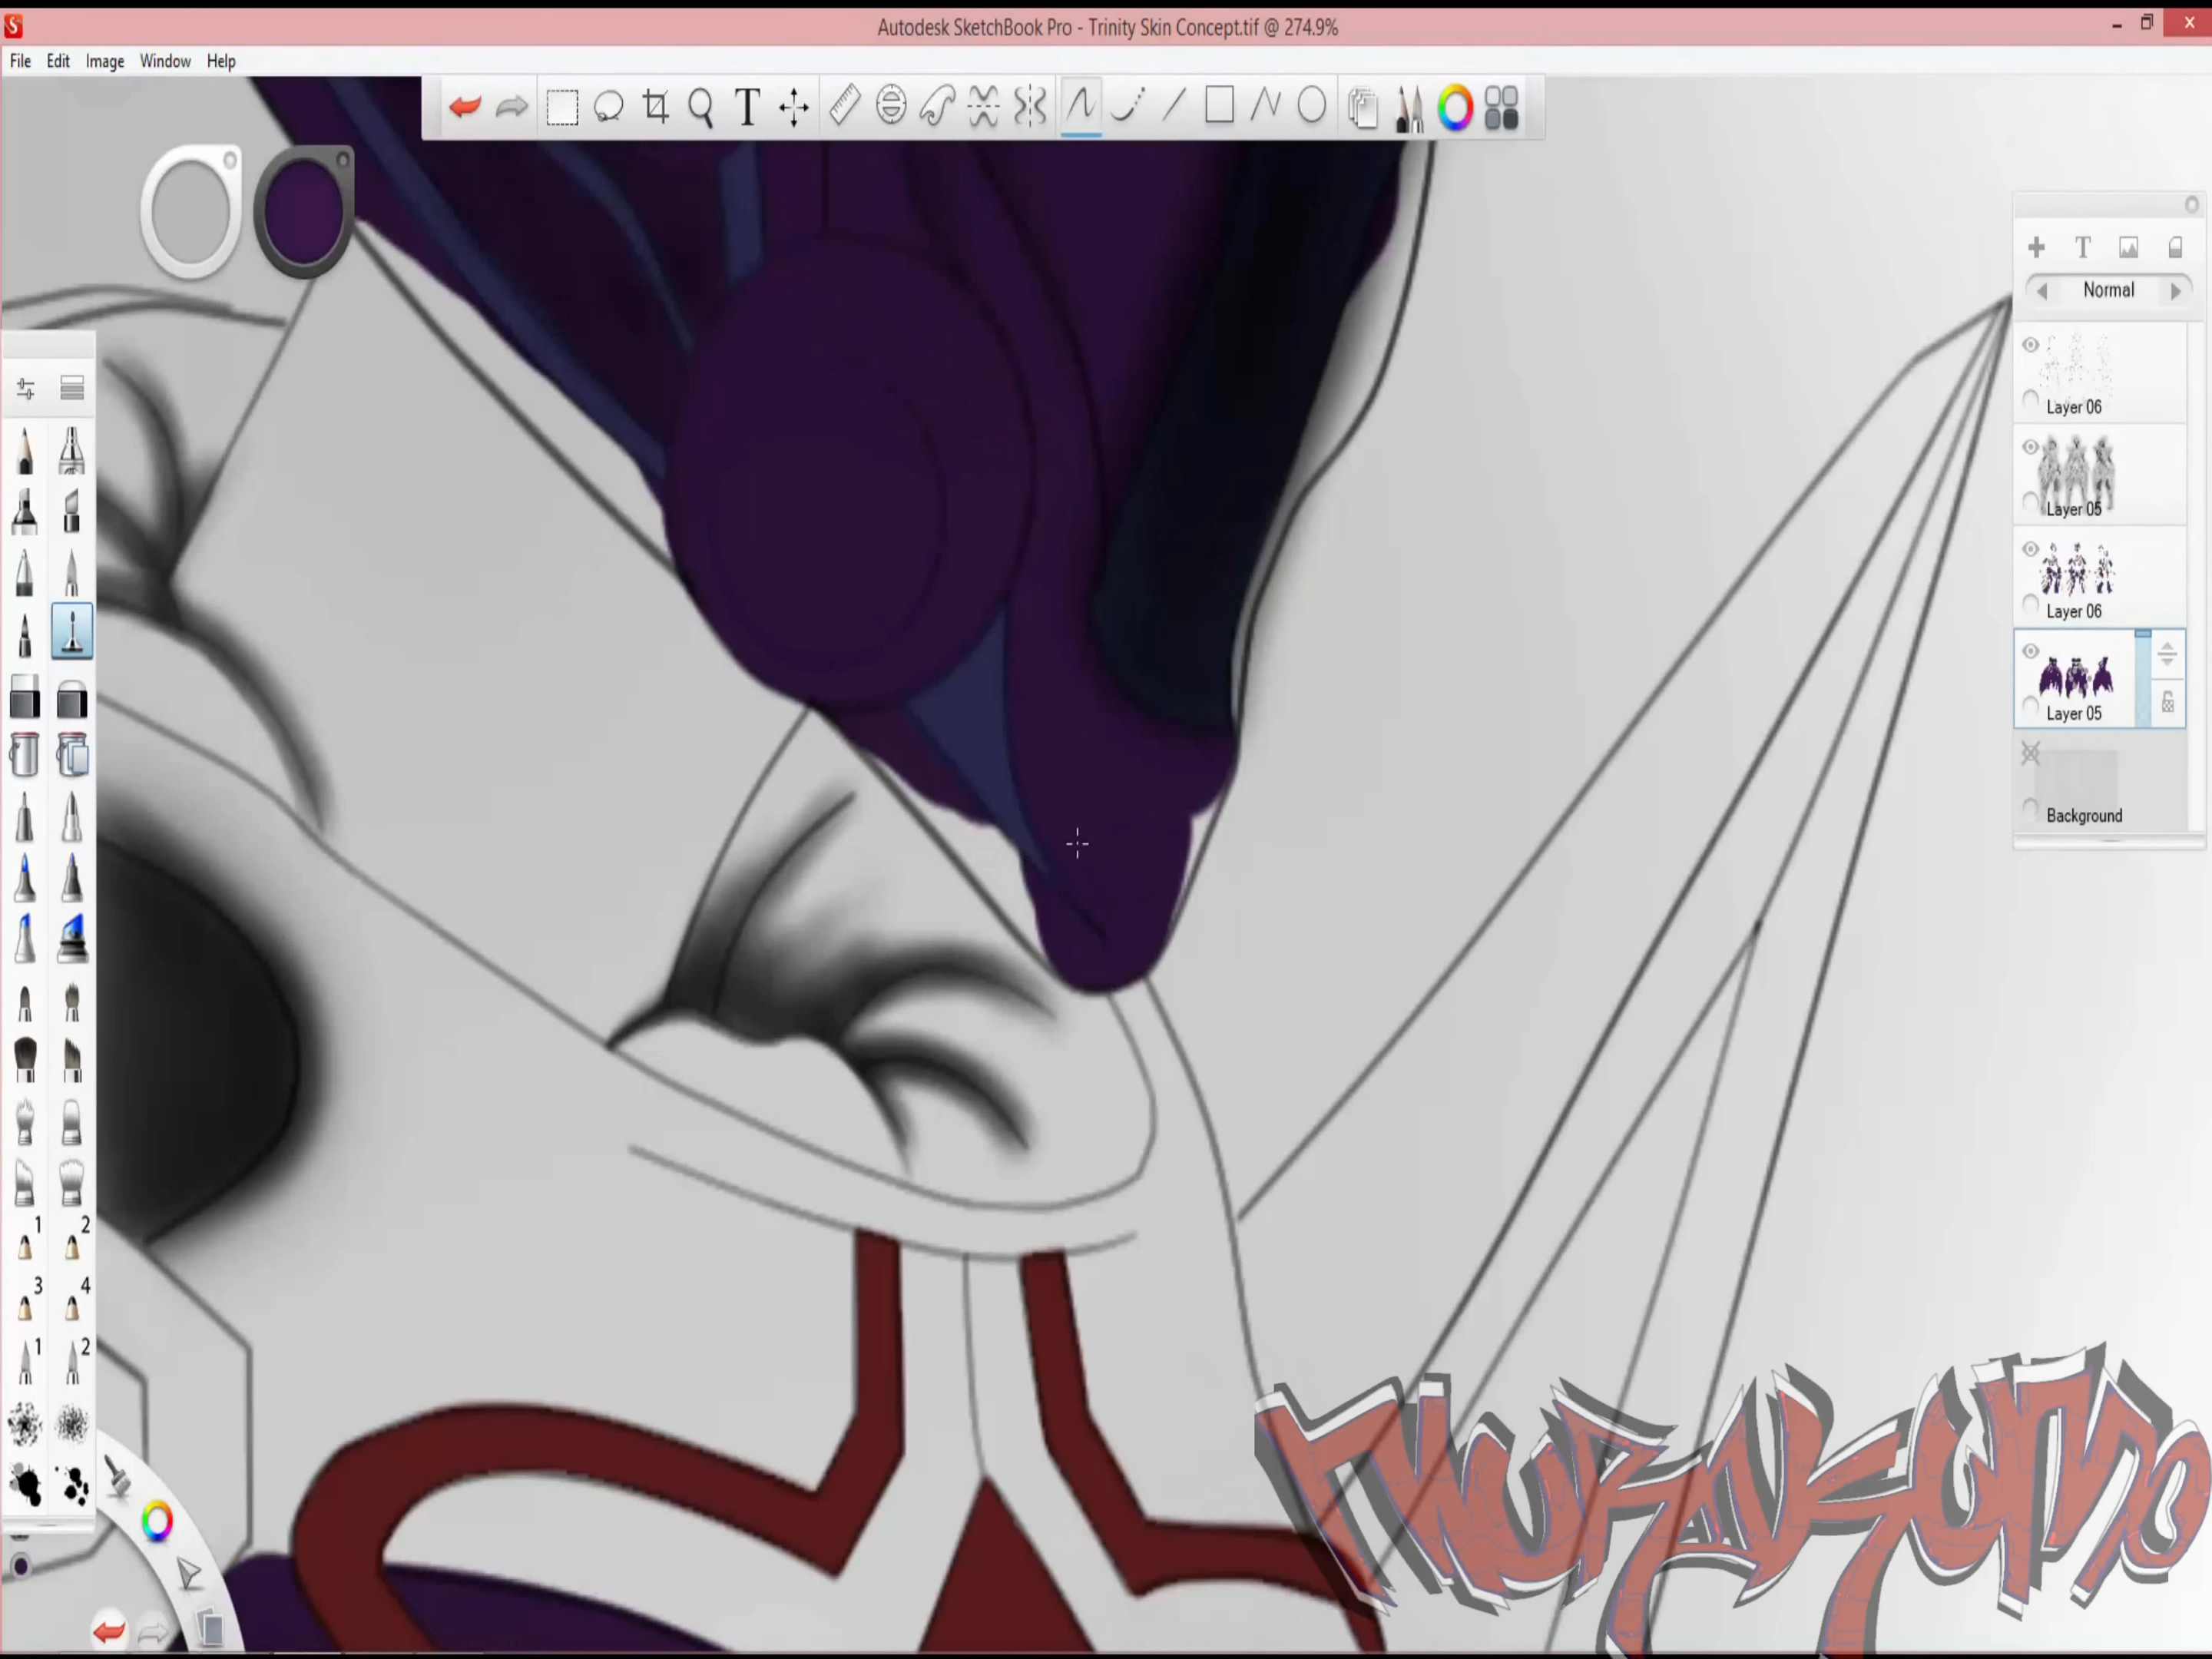 Autodesk SketchBook Pro - Trinity Skin Concept.tif @ 274.9%
File Edit Image Window Help
T
T
Normal
Layer 06
Layer 05
Layer 06
Layer 05
Background
1 2
3 4
1 2
MURAKUMO